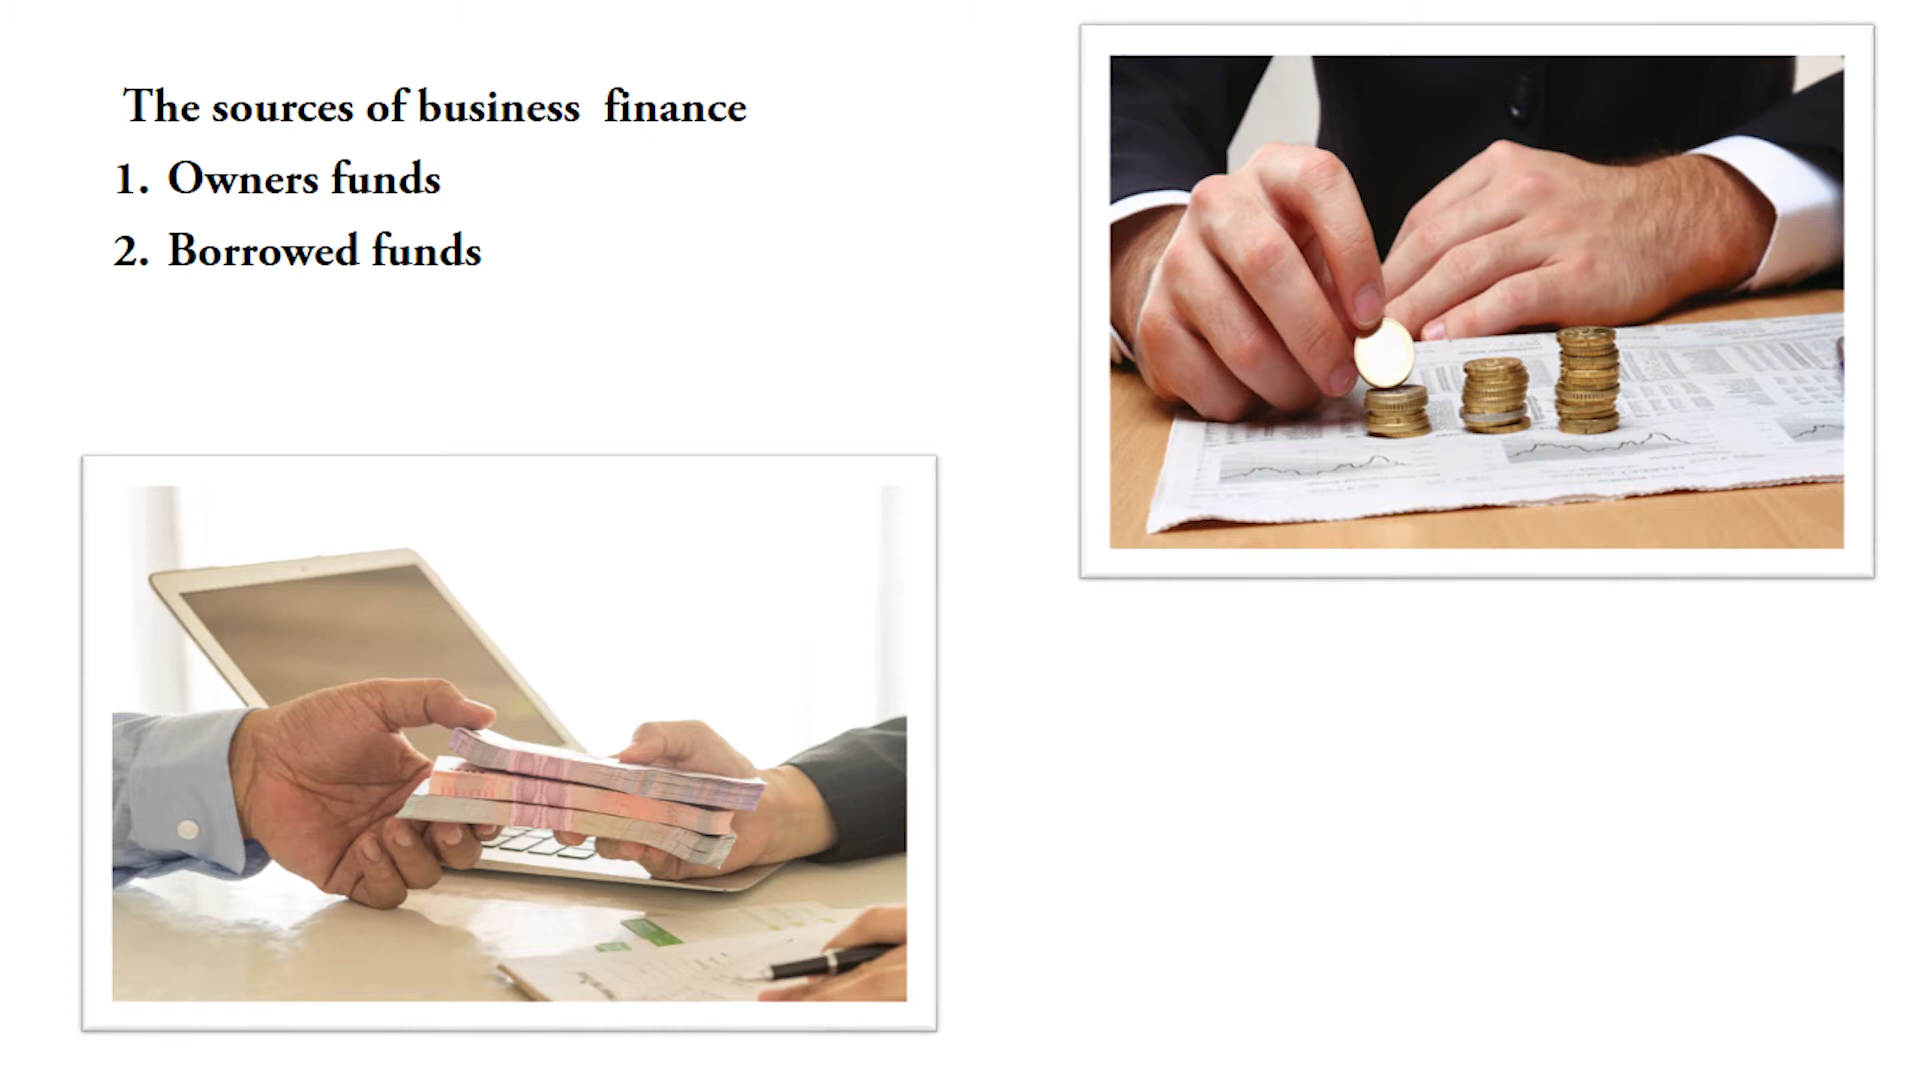 The sources of business finance
1. Owners funds
2. Borrowed funds